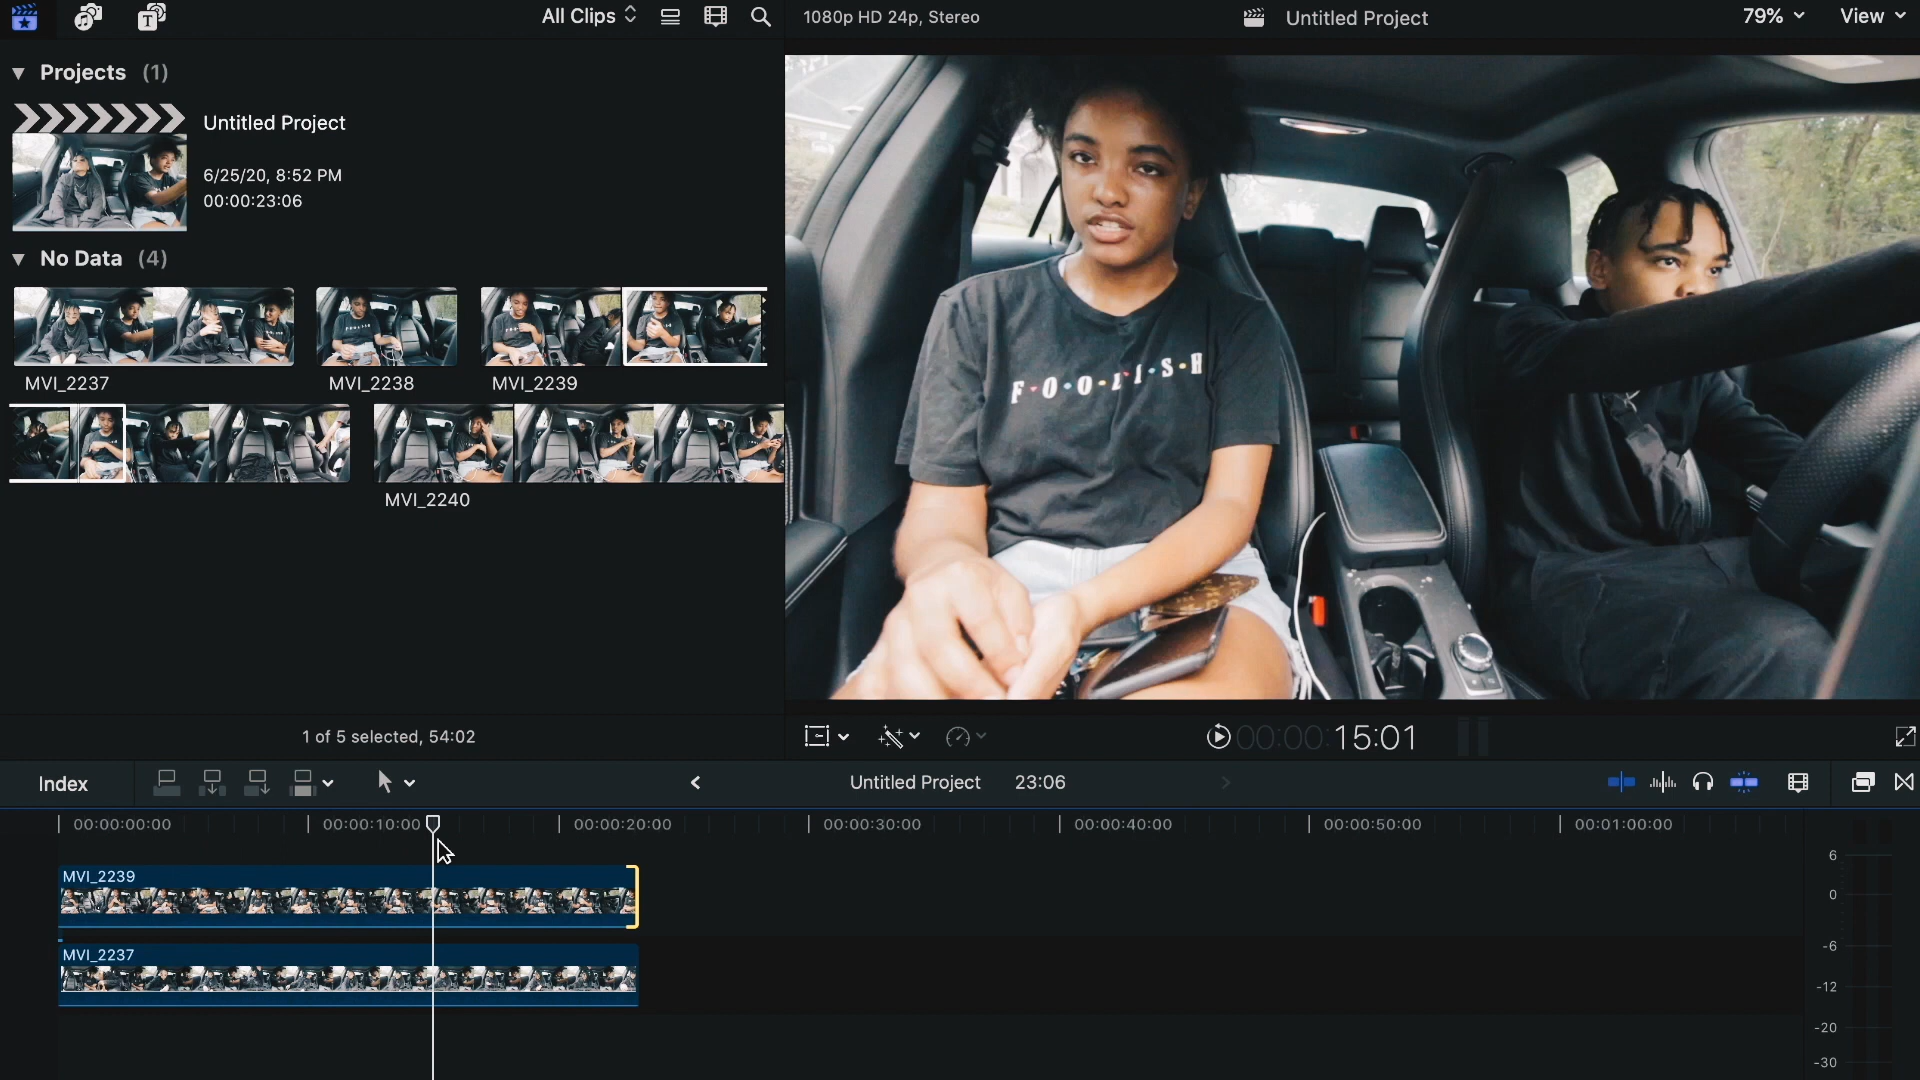 All Clips
1080p HD 24p, Stereo
Untitled Project
79%
View
Projects (1)
Untitled Project
6/25/20, 8:52 PM
00:00:23:06
No Data (4)
MVI_2237
MVI_2238
MVI_2239
MVI_2240
F·O·O·L·I·S·H
1 of 5 selected, 54:02
00:00:15:01
Index
Untitled Project
23:06
00:00:00:00
00:00:10:00
00:00:20:00
00:00:30:00
00:00:40:00
00:00:50:00
00:01:00:00
MVI_2239
MVI_2237
6
0
-6
-12
-20
-30